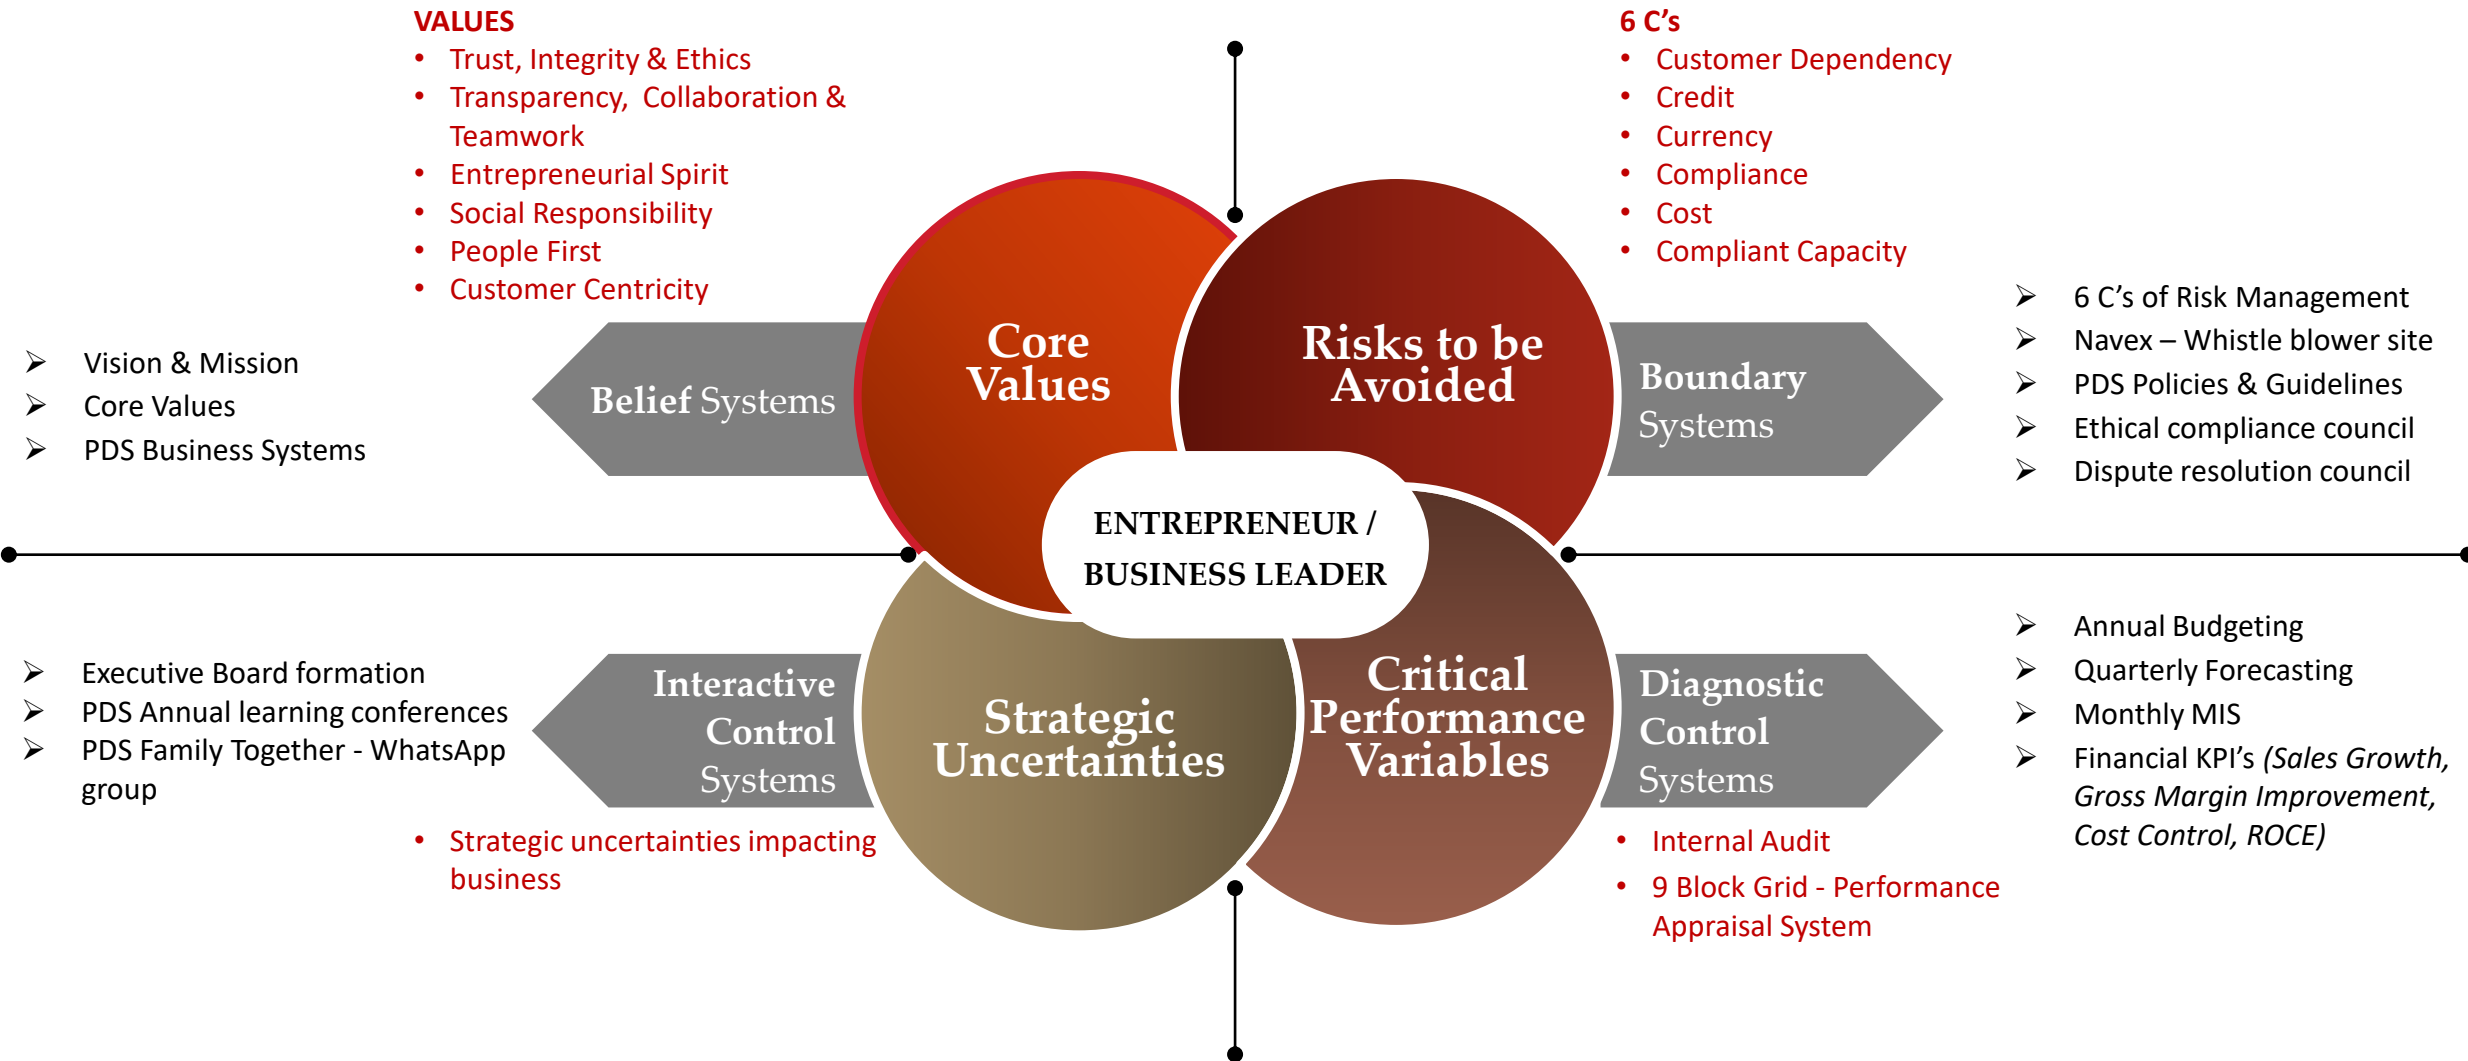 VALUES
• Trust, Integrity & Ethics
• Transparency, Collaboration &
Teamwork
• Entrepreneurial Spirit
• Social Responsibility
• People First
• Customer Centricity
6 C’s
• Customer Dependency
• Credit
• Currency
• Compliance
• Cost
• Compliant Capacity
➢ Vision & Mission
➢ Core Values
➢ PDS Business Systems
Belief Systems
Core
Values
Risks to be
Avoided
Boundary
Systems
➢ 6 C’s of Risk Management
➢ Navex – Whistle blower site
➢ PDS Policies & Guidelines
➢ Ethical compliance council
➢ Dispute resolution council
ENTREPRENEUR /
BUSINESS LEADER
➢ Executive Board formation
➢ PDS Annual learning conferences
➢ PDS Family Together - WhatsApp
group
Interactive
Control
Systems
Strategic
Uncertainties
Critical
Performance
Variables
Diagnostic
Control
Systems
➢ Annual Budgeting
➢ Quarterly Forecasting
➢ Monthly MIS
➢ Financial KPI’s (Sales Growth,
Gross Margin Improvement,
Cost Control, ROCE)
• Strategic uncertainties impacting
business
• Internal Audit
• 9 Block Grid - Performance
Appraisal System